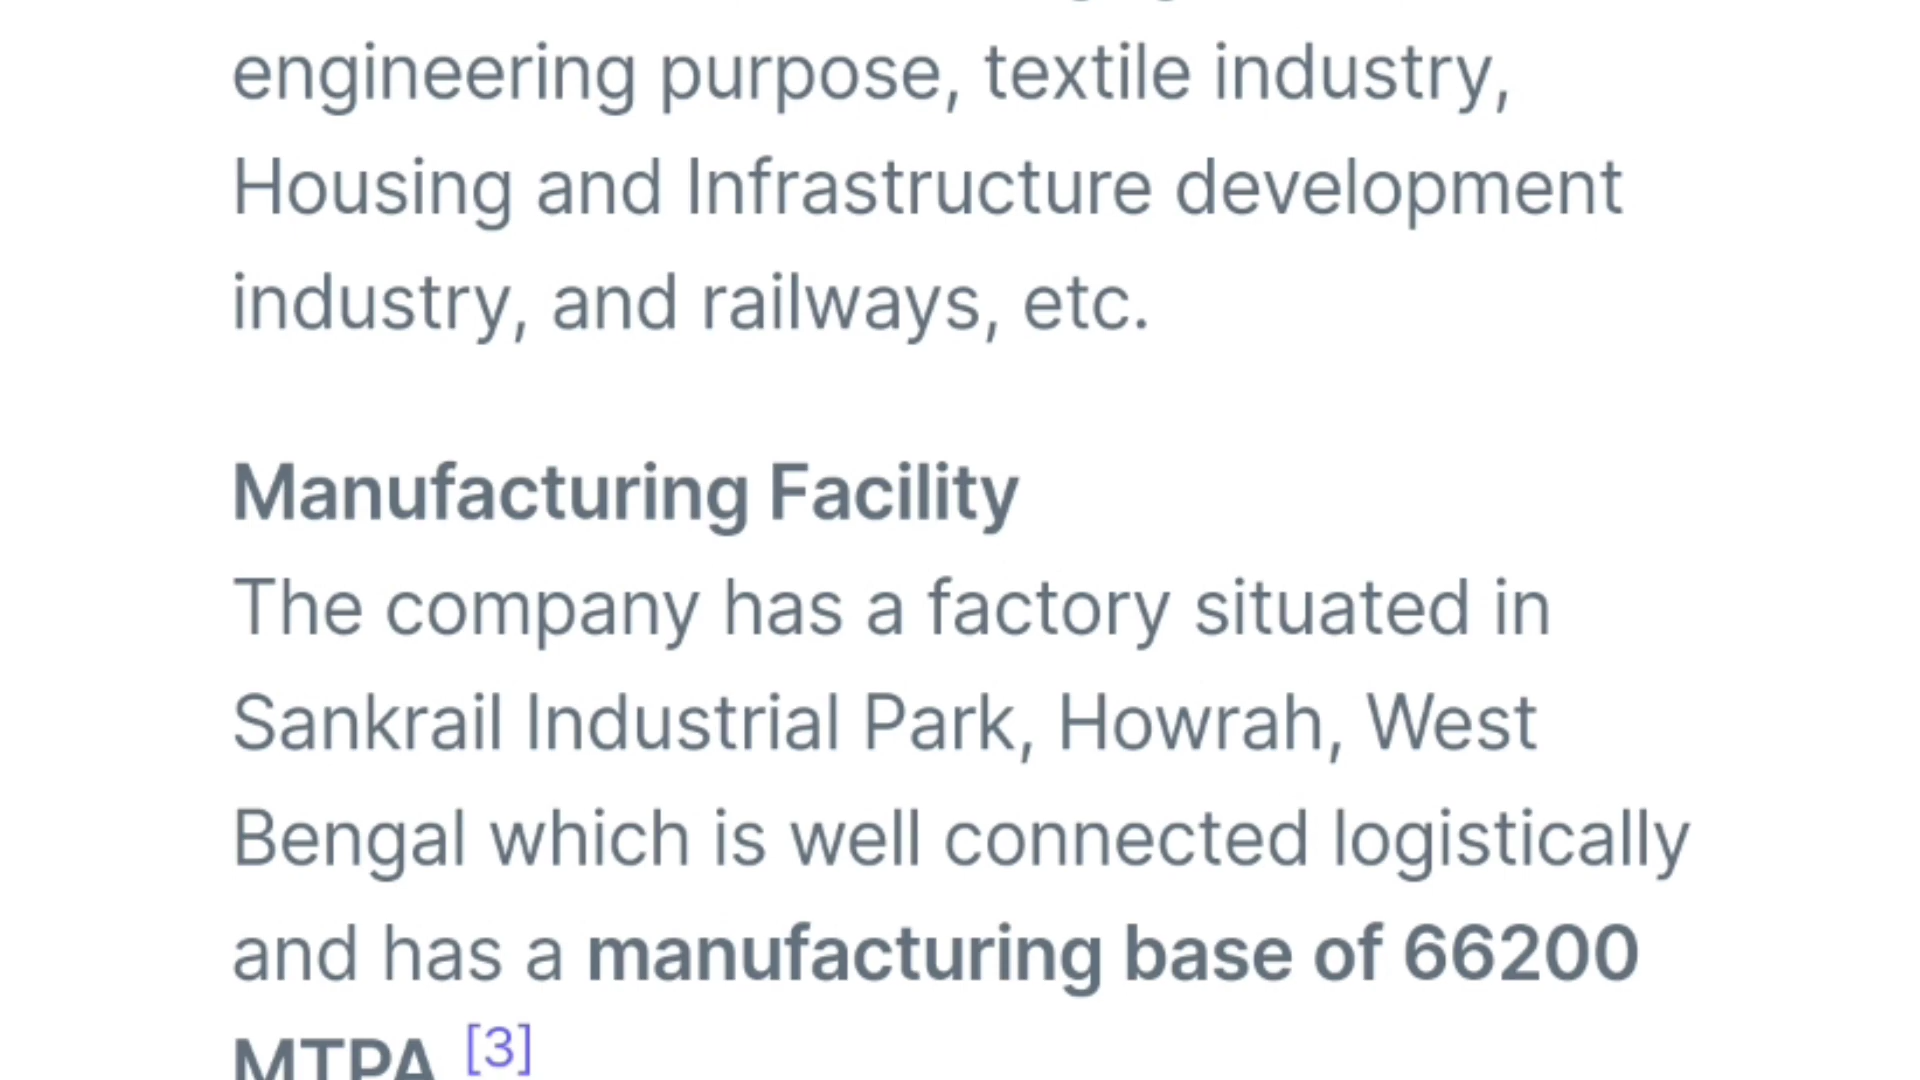 engineering purpose, textile industry,
Housing and Infrastructure development
industry, and railways, etc.
Manufacturing Facility
The company has a factory situated in
Sankrail Industrial Park, Howrah, West
Bengal which is well connected logistically
and has a manufacturing base of 66200
MTPA [3]